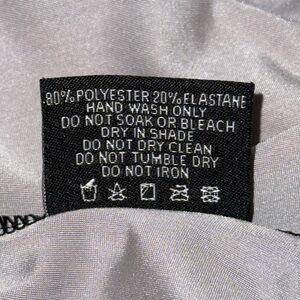 80% POLYESTER 20% ELASTANE
HAND WASH ONLY
DO NOT SOAK OR BLEACH
DRY IN SHADE
DO NOT DRY CLEAN
DO NOT TUMBLE DRY
DO NOT IRON